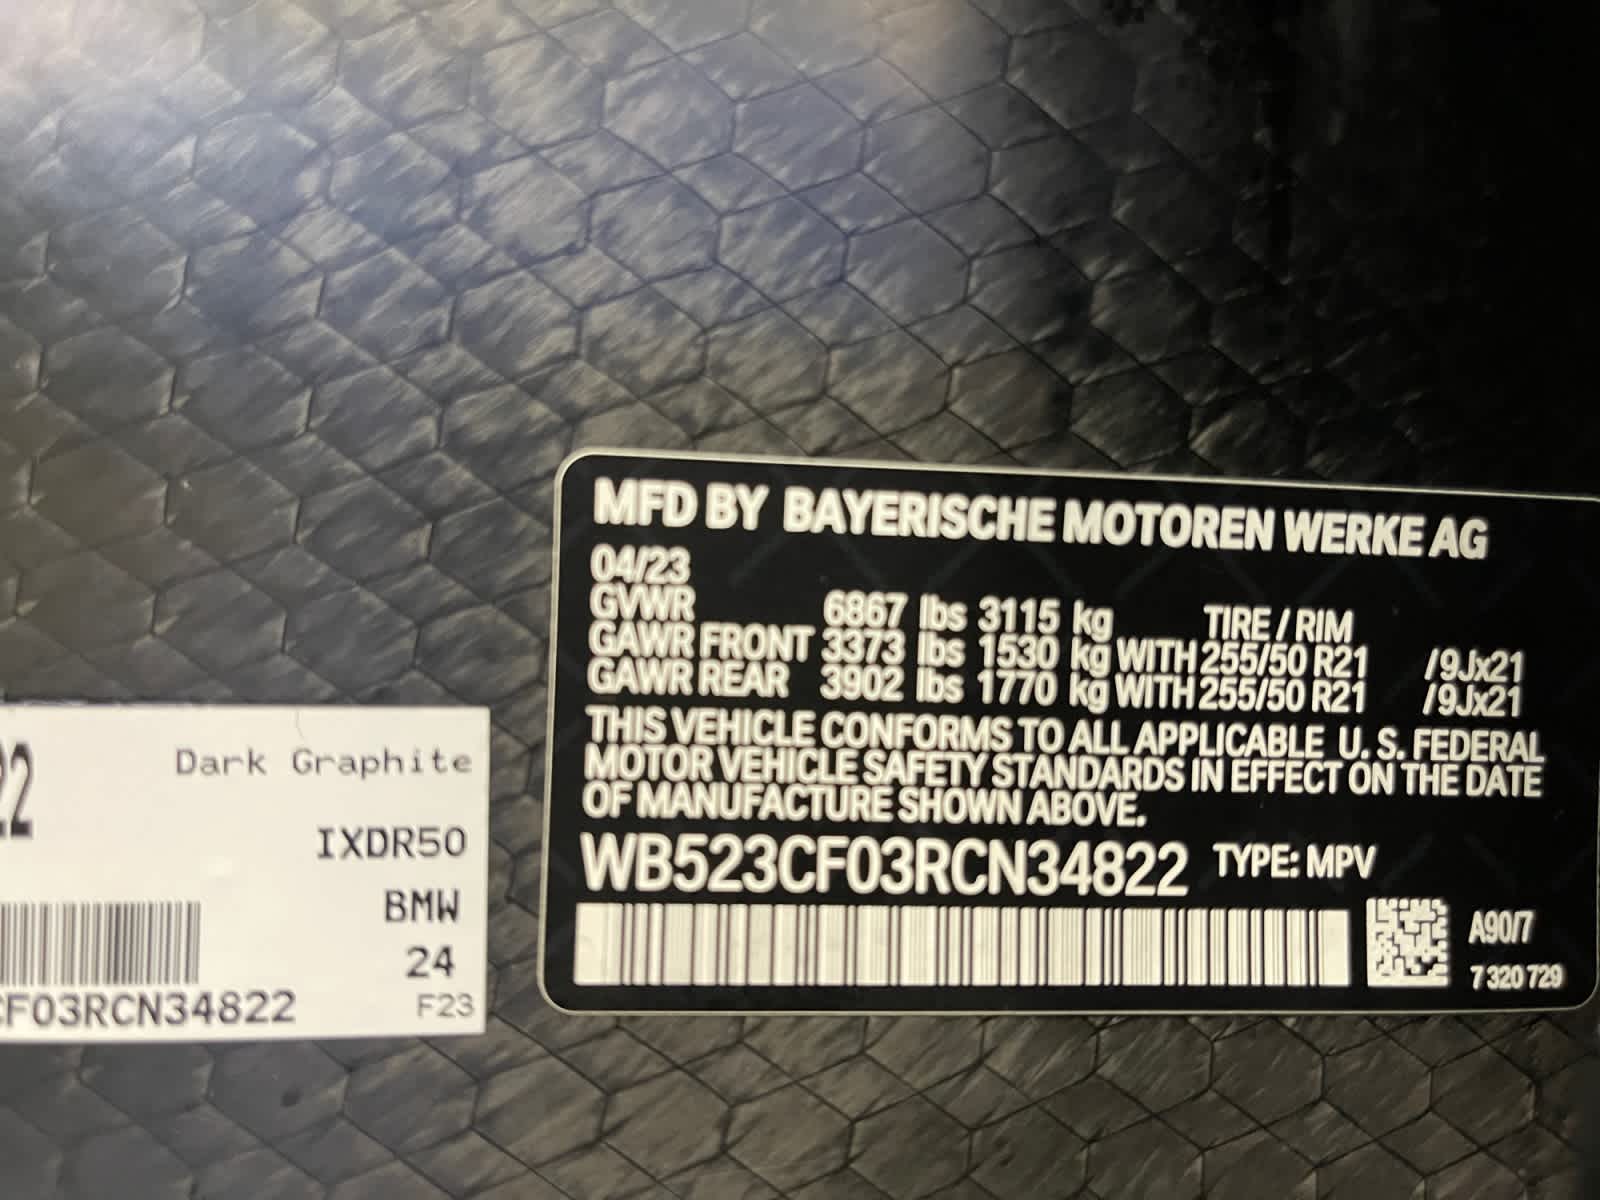 MFD BY BAYERISCHE MOTOREN WERKE AG
04/23
GVWR 6867 lbs 3115 kg TIRE / RIM
GAWR FRONT 3373 lbs 1530 kg WITH 255/50 R21 /9Jx21
GAWR REAR 3902 lbs 1770 kg WITH 255/50 R21 /9Jx21
THIS VEHICLE CONFORMS TO ALL APPLICABLE U. S. FEDERAL
MOTOR VEHICLE SAFETY STANDARDS IN EFFECT ON THE DATE
OF MANUFACTURE SHOWN ABOVE.
WB523CF03RCN34822 TYPE: MPV
A90/7
7 320 729
22 Dark Graphite
IXDR50
BMW
24
CF03RCN34822 F23